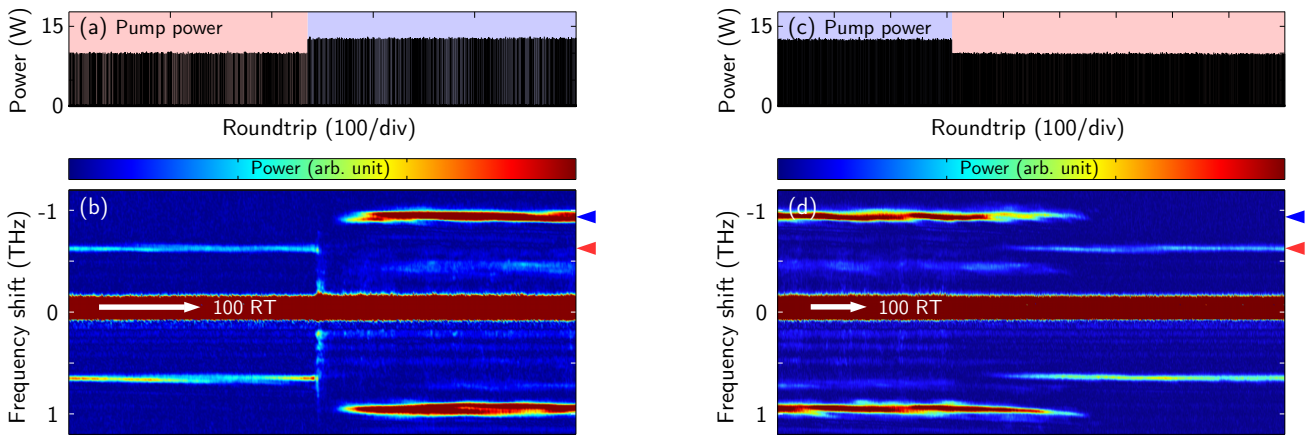 (a) Pump power
Power (W)
15
0
Roundtrip (100/div)
Power (arb. unit)
(b)
Frequency shift (THz)
-1
0
1
100 RT
(c) Pump power
Power (W)
15
0
Roundtrip (100/div)
Power (arb. unit)
(d)
Frequency shift (THz)
-1
0
1
100 RT